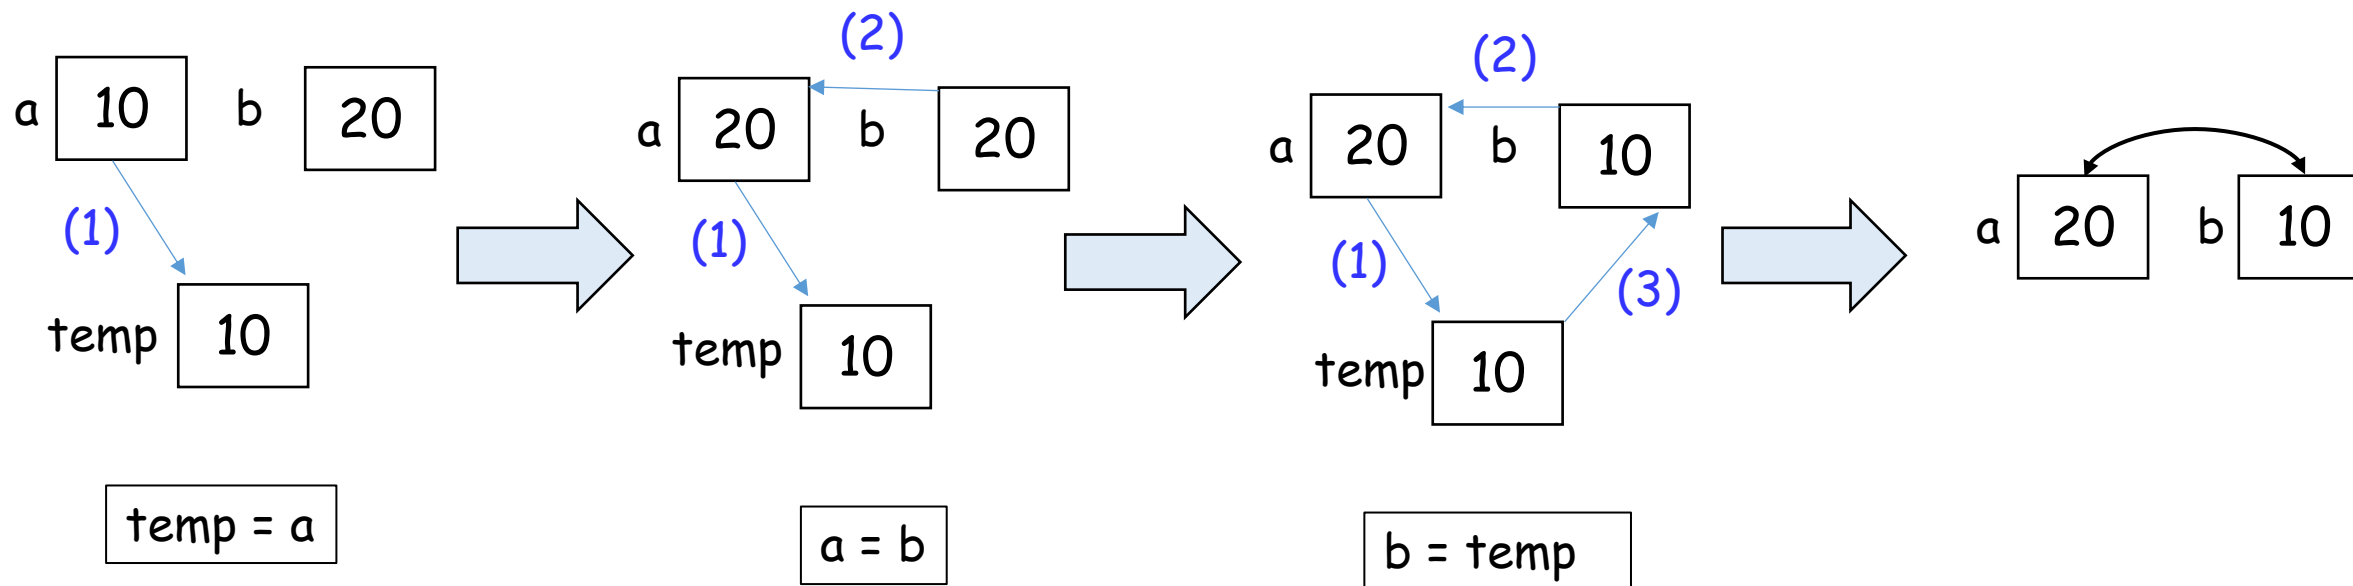 a 10 b 20
(1)
temp 10
temp = a
(2)
a 20 b 20
(1)
temp 10
a = b
(2)
a 20 b 10
(1) (3)
temp 10
b = temp
a 20 b 10